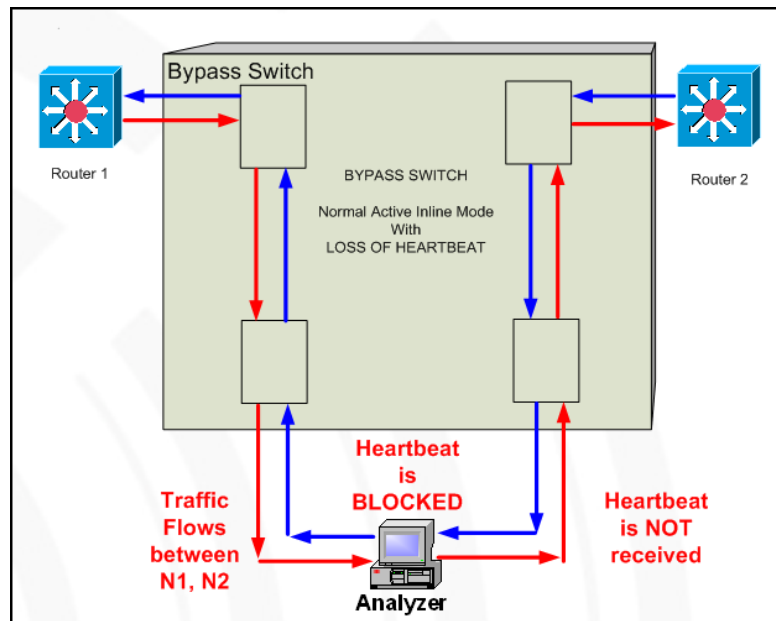 Bypass Switch
Router 1
Router 2
BYPASS SWITCH
Normal Active Inline Mode
With
LOSS OF HEARTBEAT
Traffic
Flows
between
N1, N2
Heartbeat
is
BLOCKED
Heartbeat
is NOT
received
Analyzer